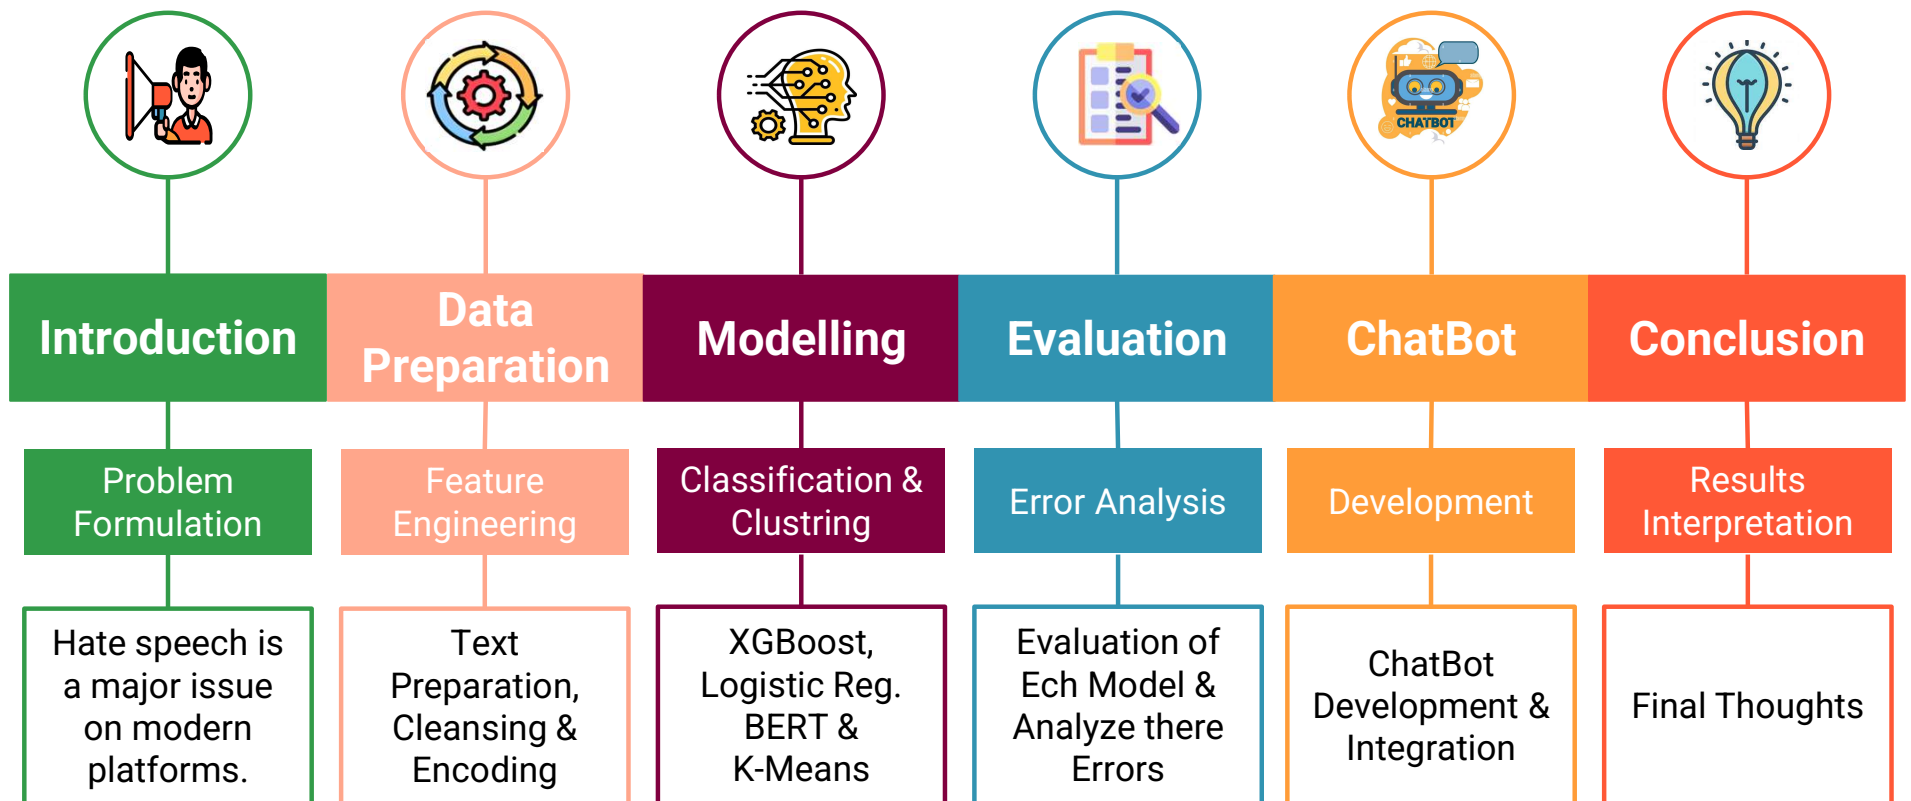 CHATBOT
Introduction
Data
Preparation
Modelling
Evaluation
ChatBot
Conclusion
Problem
Formulation
Feature
Engineering
Classification &
Clustring
Error Analysis
Development
Results
Interpretation
Hate speech is
a major issue
on modern
platforms.
Text
Preparation,
Cleansing &
Encoding
XGBoost,
Logistic Reg.
BERT &
K-Means
Evaluation of
Ech Model &
Analyze there
Errors
ChatBot
Development &
Integration
Final Thoughts